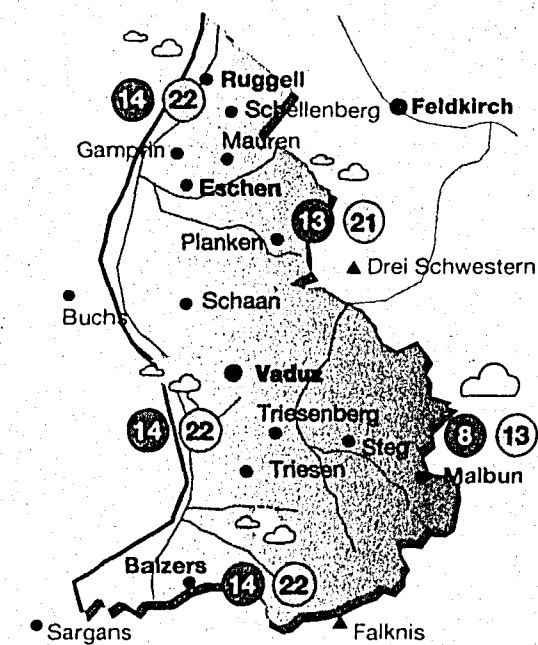 Ruggell
14 22
Schellenberg
Feldkirch
Gamprin
Mauren
Eschen
13 21
Planken
Drei Schwestern
Buchs
Schaan
Vaduz
Triesenberg
14 22
Steg
8 13
Triesen
Malbun
Balzers
14 22
Sargans
Falknis